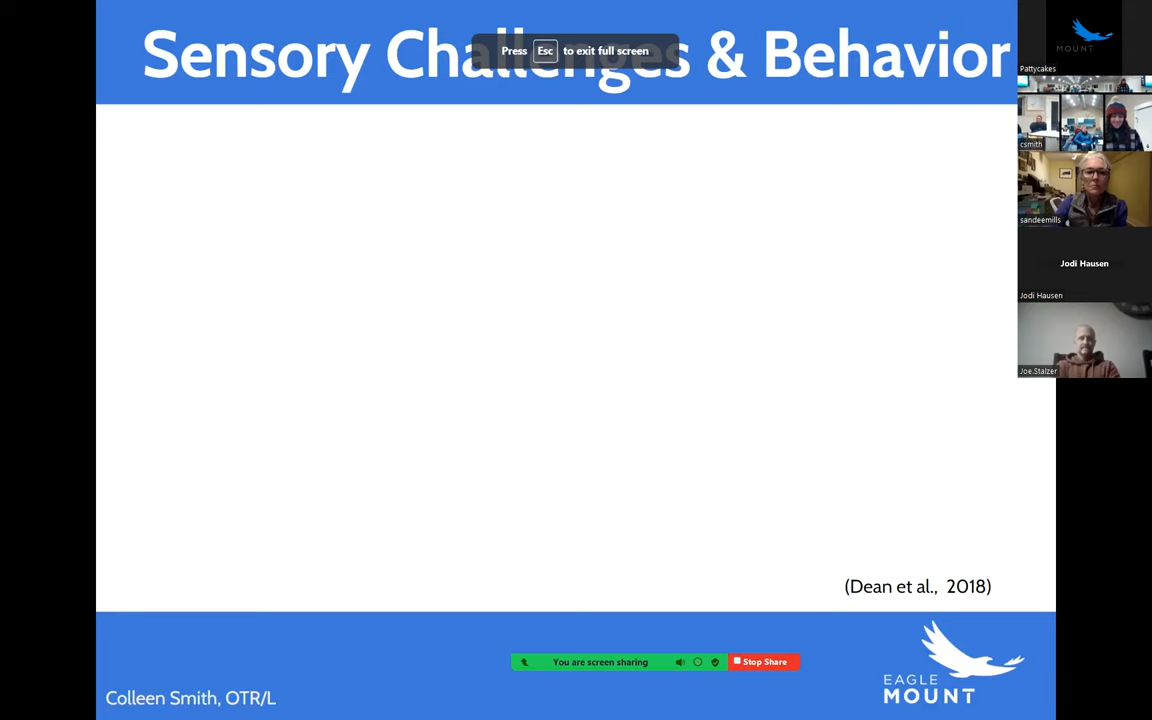 Sensory Challenges & Behavior
Press Esc to exit full screen
EAGLE
MOUNT
Pattycakes
csmith
sandeemills
Jodi Hausen
Jodi Hausen
Joe.Stalzer
(Dean et al., 2018)
You are screen sharing
Stop Share
Colleen Smith, OTR/L
EAGLE
MOUNT